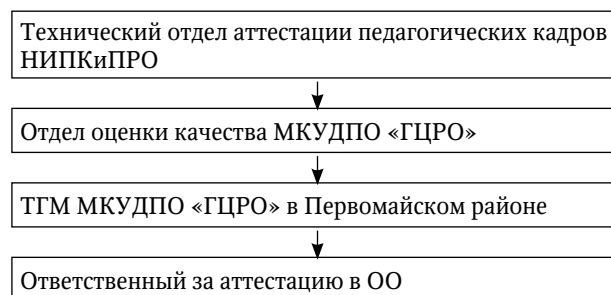 Технический отдел аттестации педагогических кадров
НИПКиПРО
Отдел оценки качества МКУДПО «ГЦРО»
ТГМ МКУДПО «ГЦРО» в Первомайском районе
Ответственный за аттестацию в ОО